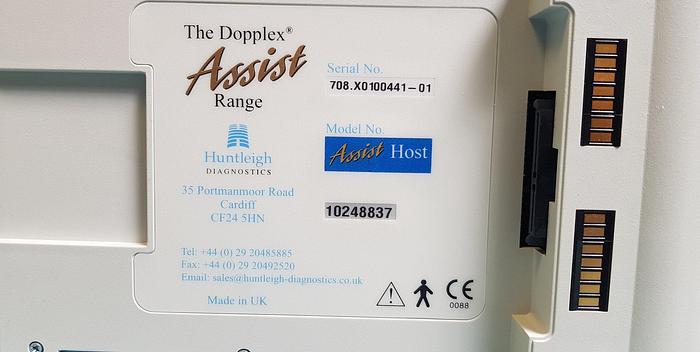 The Dopplex®
Assist
Range
Huntleigh
DIAGNOSTICS
35 Portmanmoor Road
Cardiff
CF24 5HN
Tel: +44 (0) 29 20485885
Fax: +44 (0) 29 20492520
Email: sales@huntleigh-diagnostics.co.uk
Made in UK
Serial No.
708.X0100441-01
Model No.
Assist Host
10248837
CE
0088